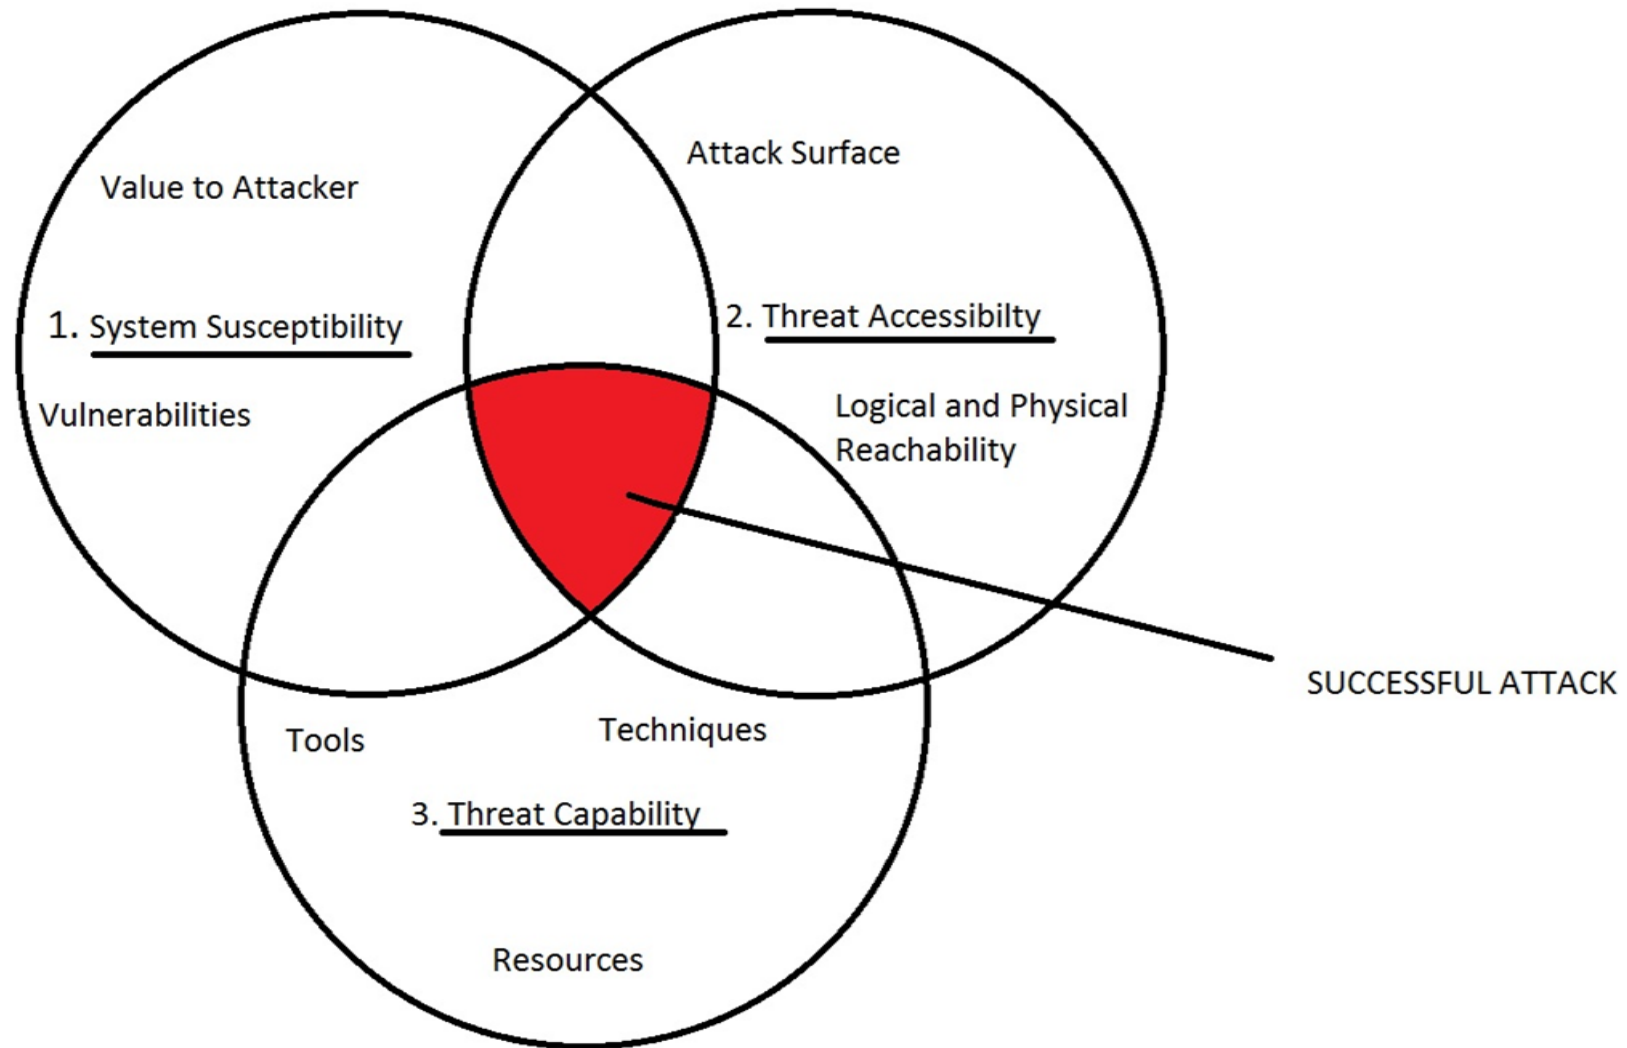 Value to Attacker
1. System Susceptibility
Vulnerabilities
Attack Surface
2. Threat Accessibilty
Logical and Physical
Reachability
SUCCESSFUL ATTACK
Tools
Techniques
3. Threat Capability
Resources